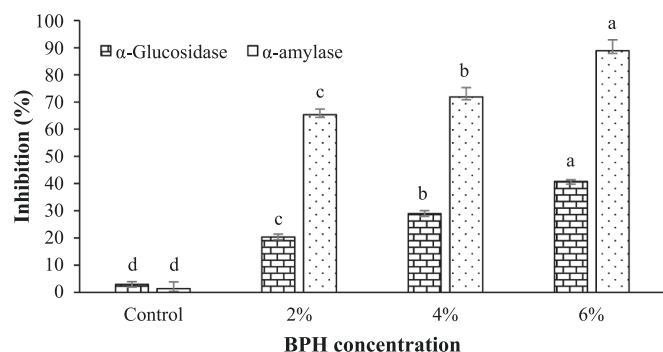 100
90
80
70
60
50
40
30
20
10
0
Inhibition (%)
α-Glucosidase α-amylase
d d c c b b a a
Control 2% 4% 6%
BPH concentration